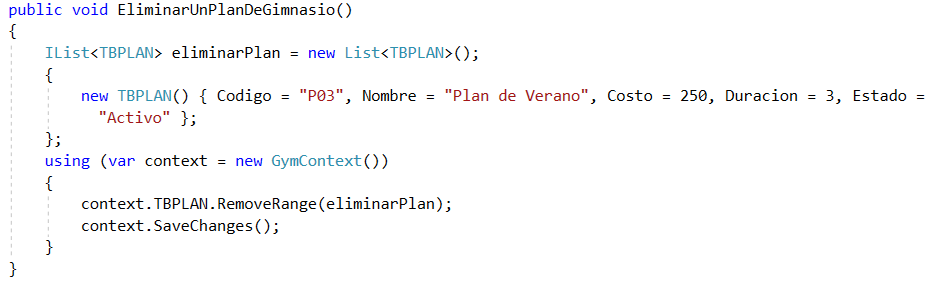 public void EliminarUnPlanDeGimnasio()
{
IList<TBPLAN> eliminarPlan = new List<TBPLAN>();
{
new TBPLAN() { Codigo = "P03", Nombre = "Plan de Verano", Costo = 250, Duracion = 3, Estado =
"Activo" };
};
using (var context = new GymContext())
{
context.TBPLAN.RemoveRange(eliminarPlan);
context.SaveChanges();
}
}